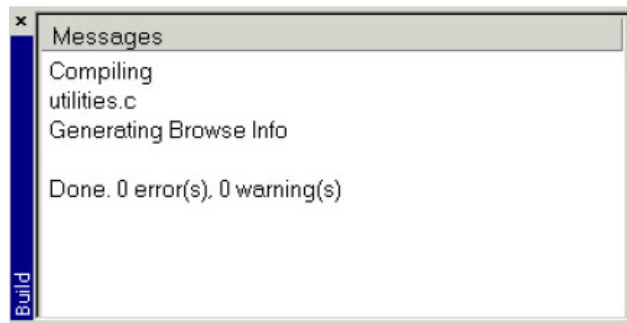 Messages
Compiling
utilities.c
Generating Browse Info
Done. 0 error(s), 0 warning(s)
Build